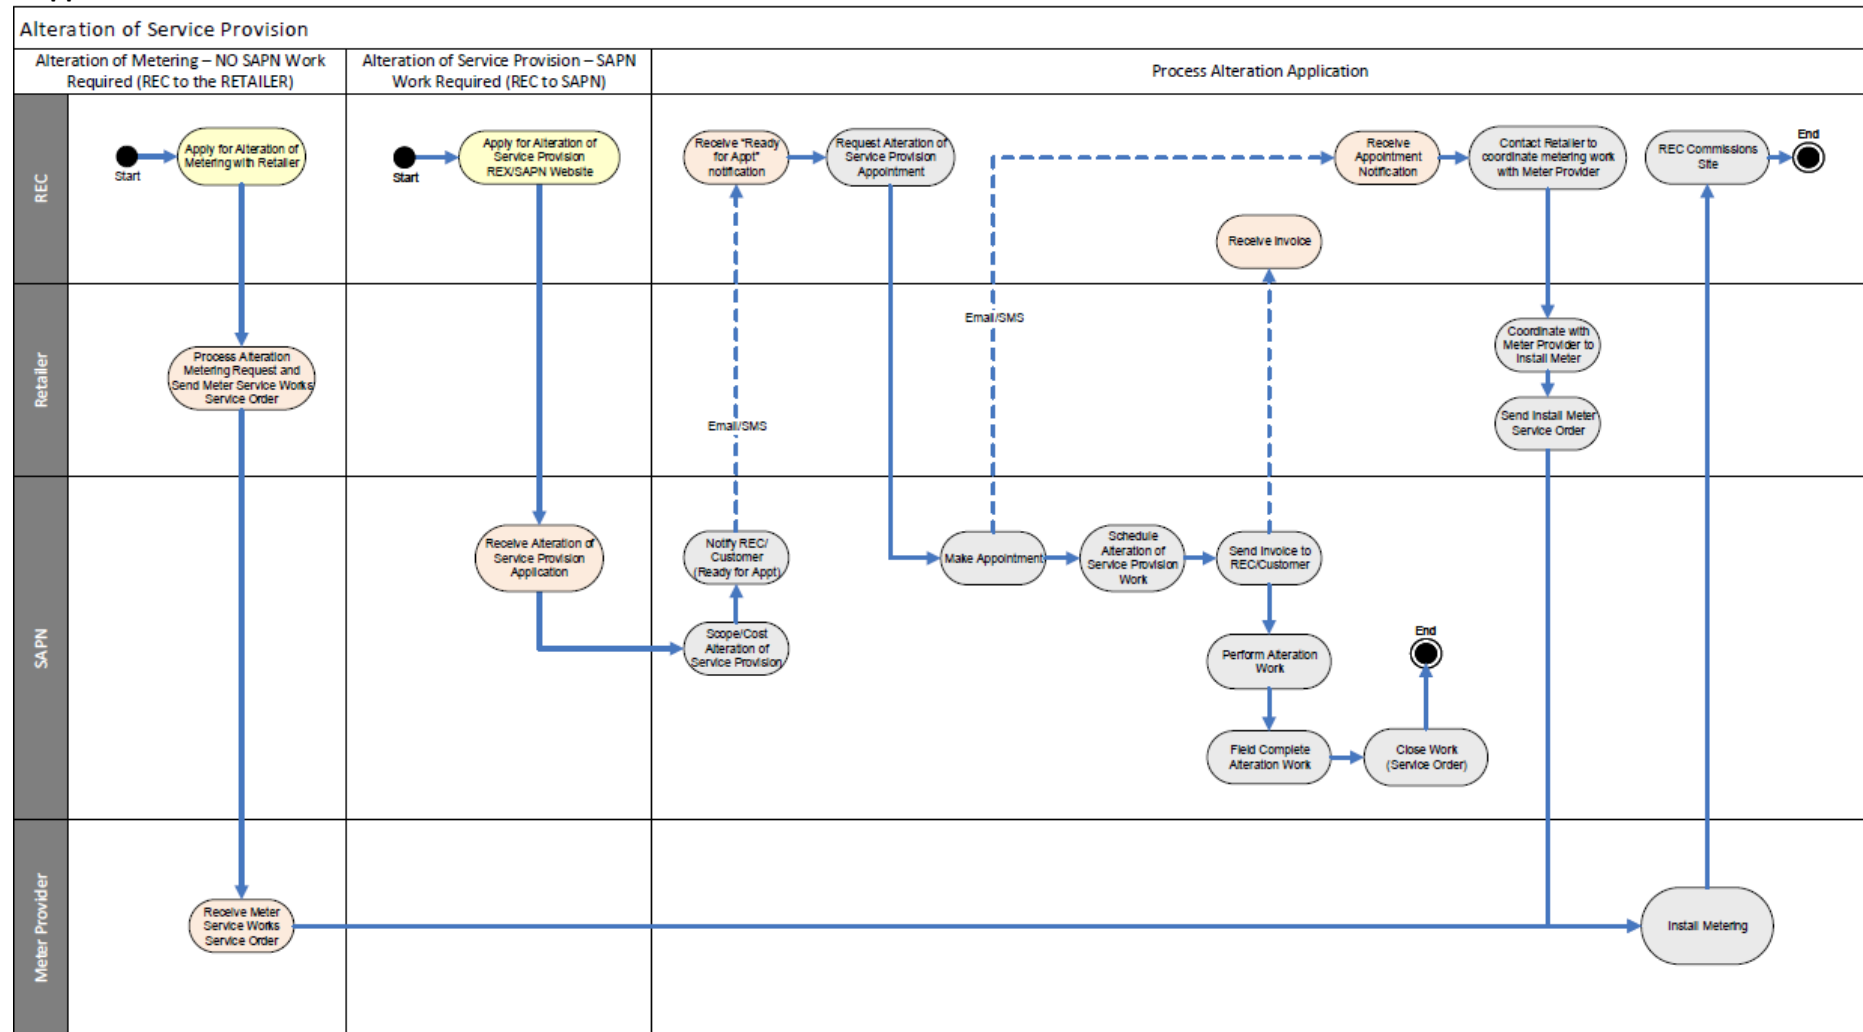 Alteration of Service Provision
Alteration of Metering – NO SAPN Work
Required (REC to the RETAILER)
Alteration of Service Provision – SAPN
Work Required (REC to SAPN)
Process Alteration Application
REC
Start
Apply for Alteration of
Metering with Retailer
Start
Apply for Alteration of
Service Provision
REX/SAPN Website
Receive "Ready
for Appt"
notification
Request Alteration of
Service Provision
Appointment
Receive
Appointment
Notification
Contact Retailer to
coordinate metering work
with Meter Provider
REC Commissions
Site
End
Receive Invoice
Retailer
Process Alteration
Metering Request and
Send Meter Service Works
Service Order
Email/SMS
Email/SMS
Coordinate with
Meter Provider to
Install Meter
Send Install Meter
Service Order
SAPN
Receive Alteration of
Service Provision
Application
Notify REC/
Customer
(Ready for Appt)
Make Appointment
Schedule
Alteration of
Service Provision
Work
Send Invoice to
REC/Customer
Scope/Cost
Alteration of
Service Provision
Perform Alteration
Work
End
Field Complete
Alteration Work
Close Work
(Service Order)
Meter Provider
Receive Meter
Service Works
Service Order
Install Metering